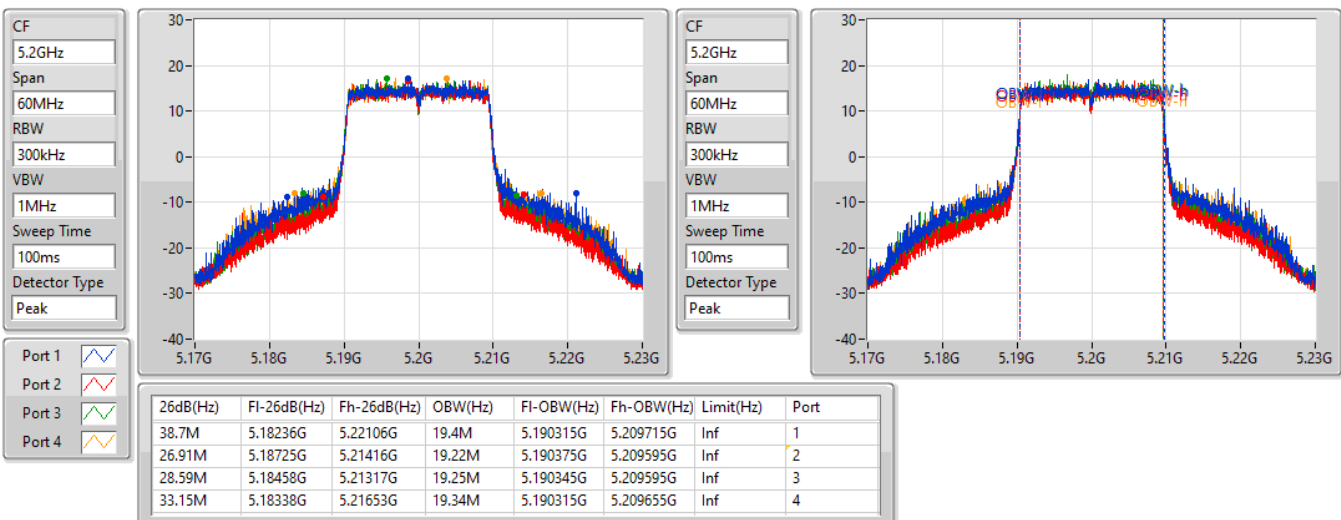 CF
5.2GHz
Span
60MHz
RBW
300kHz
VBW
1MHz
Sweep Time
100ms
Detector Type
Peak
30
20
10
0
-10
-20
-30
-40
5.17G 5.18G 5.19G 5.2G 5.21G 5.22G 5.23G
CF
5.2GHz
Span
60MHz
RBW
300kHz
VBW
1MHz
Sweep Time
100ms
Detector Type
Peak
30
20
10
0
-10
-20
-30
-40
OBW-h
5.17G 5.18G 5.19G 5.2G 5.21G 5.22G 5.23G
Port 1
Port 2
Port 3
Port 4
26dB(Hz) Fl-26dB(Hz) Fh-26dB(Hz) OBW(Hz) Fl-OBW(Hz) Fh-OBW(Hz) Limit(Hz) Port
38.7M 5.18236G 5.22106G 19.4M 5.190315G 5.209715G Inf 1
26.91M 5.18725G 5.21416G 19.22M 5.190375G 5.209595G Inf 2
28.59M 5.18458G 5.21317G 19.25M 5.190345G 5.209595G Inf 3
33.15M 5.18338G 5.21653G 19.34M 5.190315G 5.209655G Inf 4